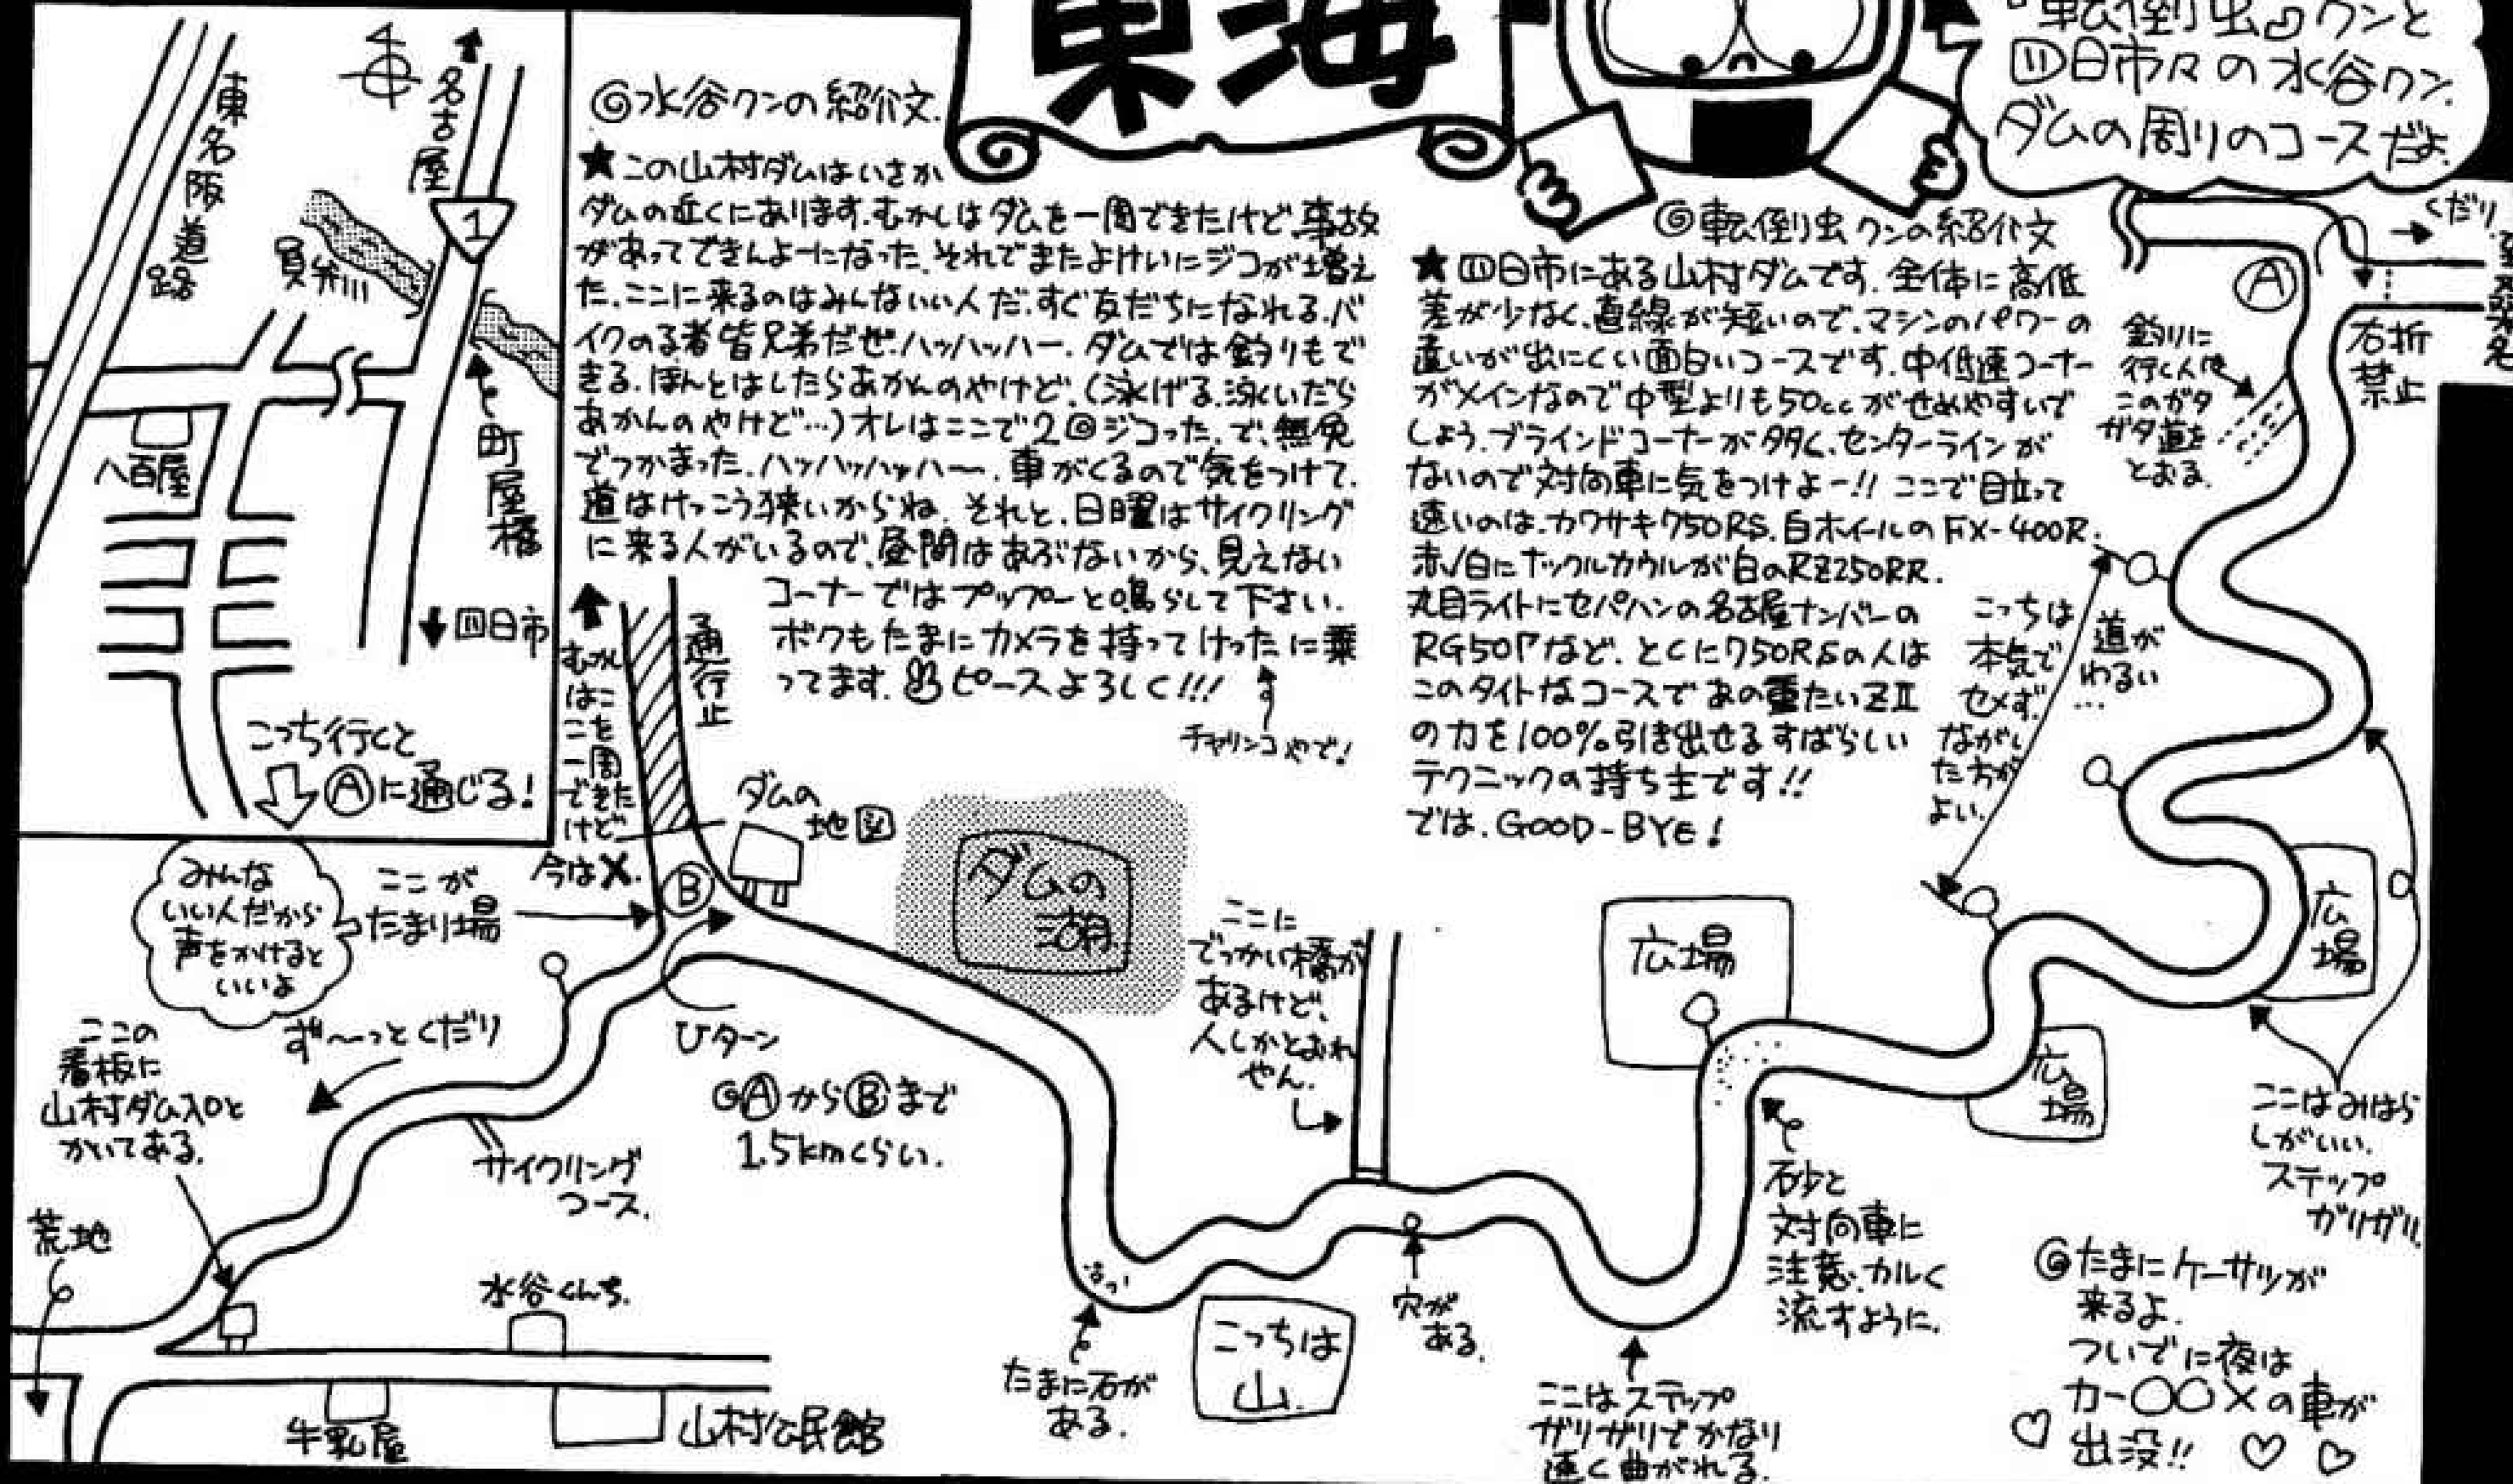 東海
『転倒虫』クンと
四日市々の水谷クン.
ダムの周りのコースだよ.
名古屋
東名阪道路
1
員弁川
町屋橋
八百屋
四日市
こっち行くと
Ⓐに通じる!
◎水谷クンの紹介文.
★この山村ダムはいさか
ダムの近くにあります.むかしはダムを一周できたけど、事故
があってできんよーになった.それでまたよけいにジコが増え
た.ここに来るのはみんないい人だ.すぐ友だちになれる.バ
イクのる者皆兄弟だぜ.ハッハッハー.ダムでは釣りもで
きる.ほんとはしたらあかんのやけど.(泳げる.泳いだら
あかんのやけど…)オレはここで2回ジコった.で、無免
でつかまった.ハッハッハッハ〜.車がくるので気をつけて.
道はけっこう狭いからね.それと.日曜はサイクリング
に来る人がいるので、昼間はあぶないから、見えない
コーナーではプップーと鳴らして下さい.
ボクもたまにカメラを持ってけったに乗
ってます.ピースよろしく!!!
チャリンコやで!
◎転倒虫クンの紹介文
★四日市にある山村ダムです.全体に高低
差が少なく、直線が短いので、マシンのパワーの
違いが出にくい面白いコースです.中低速コーナー
がメインなので中型よりも50ccがせめやすいで
しょう.ブラインドコーナーが多く、センターラインが
ないので対向車に気をつけよー!! ここで目立って
速いのは、カワサキ750RS.白ホイールのFX-400R.
赤/白にナックルカウルが白のRZ250RR.
丸目ライトにセパハンの名古屋ナンバーの
RG50Γなど、とくに750RSの人は
このタイトなコースであの重たいZⅡ
の力を100%引き出せるすばらしい
テクニックの持ち主です!!
では.GOOD-BYE!
くだり
Ⓐ
右折
禁止
釣りに
行く人は
このガタ
ガタ道を
とおる.
こっちは
本気で
セメず.
ながし
た方が
よい.
道が
わるい
…
広場
広場
広場
ここはみはら
しがいい.
ステップ
ガリガリ.
砂と
対向車に
注意.カルく
流すように.
◎たまにケーサツが
来るよ.
ついでに夜は
カー〇〇×の車が
出没!!
ここはステップ
ザリザリでかなり
速く曲がれる.
穴が
ある.
こっちは
山.
たまに石が
ある.
ここに
でっかい橋が
あるけど、
人しかとおれ
やん.
ダムの
湖
ダムの
地図
通行止
むかし
はこ
こを
一周
できた
けど
今は×.
Ⓑ
ここが
たまり場
みんな
いい人だから
声をかけると
いいよ
Uターン
◎ⒶからⒷまで
1.5kmくらい.
ず〜っとくだり
サイクリング
コース.
ここの
看板に
山村ダム入口と
かいてある.
荒地
水谷くんち.
牛乳屋
山村公民館